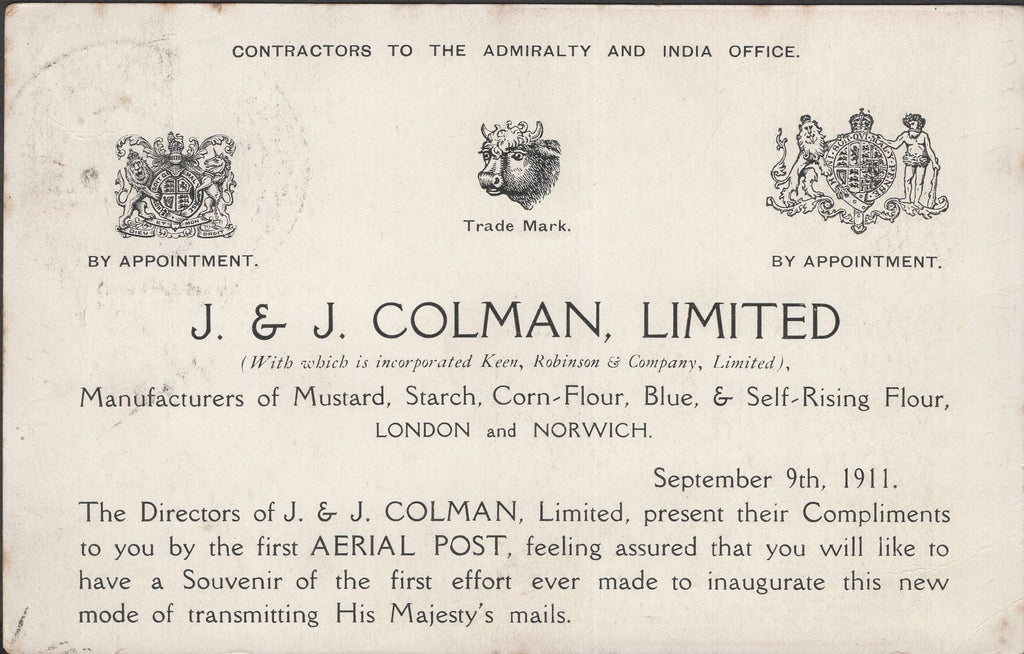 CONTRACTORS TO THE ADMIRALTY AND INDIA OFFICE.
DIEU ET MON DROIT
Trade Mark.
BY APPOINTMENT.
BY APPOINTMENT.
J. & J. COLMAN, LIMITED
(With which is incorporated Keen, Robinson & Company, Limited),
Manufacturers of Mustard, Starch, Corn-Flour, Blue, & Self-Rising Flour,
LONDON and NORWICH.
September 9th, 1911.
The Directors of J. & J. COLMAN, Limited, present their Compliments
to you by the first AERIAL POST, feeling assured that you will like to
have a Souvenir of the first effort ever made to inaugurate this new
mode of transmitting His Majesty's mails.